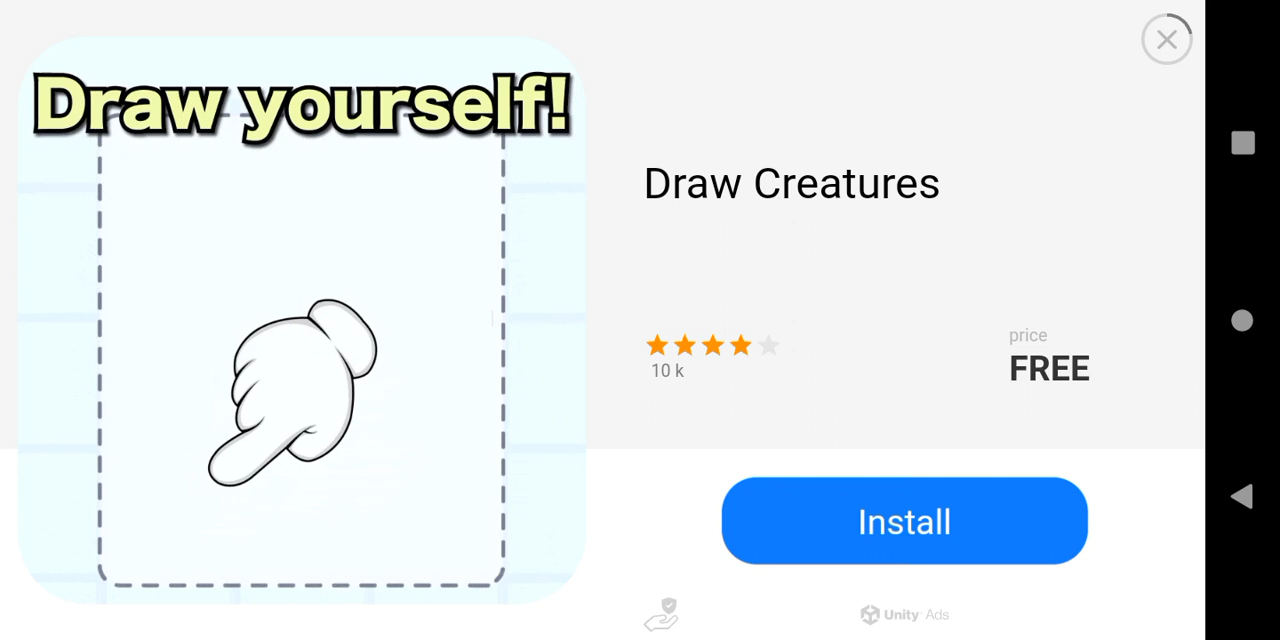 Draw yourself!
Draw Creatures
10 k
price
FREE
Install
Unity Ads